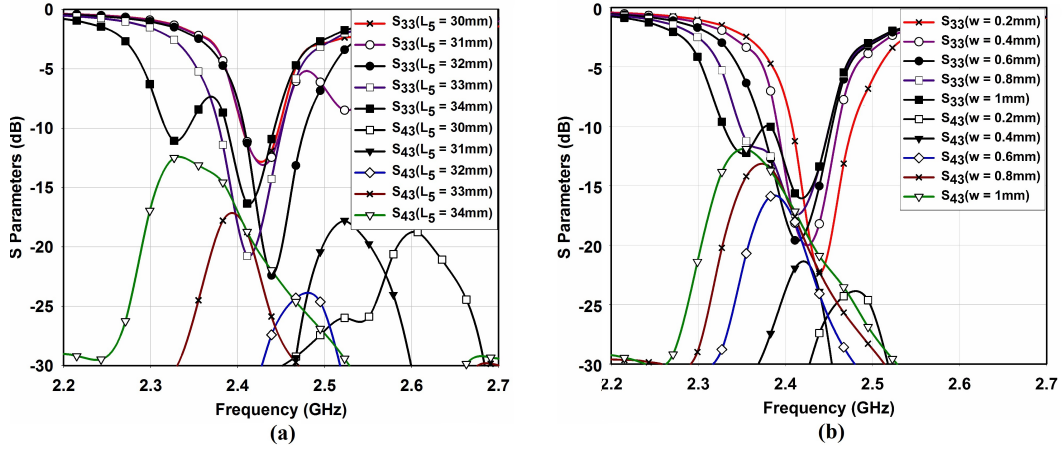 (a)
S Parameters (dB)
0
-5
-10
-15
-20
-25
-30
2.2
2.3
2.4
2.5
2.6
2.7
Frequency (GHz)
S33(L5 = 30mm)
S33(L5 = 31mm)
S33(L5 = 32mm)
S33(L5 = 33mm)
S33(L5 = 34mm)
S43(L5 = 30mm)
S43(L5 = 31mm)
S43(L5 = 32mm)
S43(L5 = 33mm)
S43(L5 = 34mm)
S Parameters (dB)
0
-5
-10
-15
-20
-25
-30
2.2
2.3
2.4
2.5
2.6
2.7
Frequency (GHz)
S33(w = 0.2mm)
S33(w = 0.4mm)
S33(w = 0.6mm)
S33(w = 0.8mm)
S33(w = 1mm)
S43(w = 0.2mm)
S43(w = 0.4mm)
S43(w = 0.6mm)
S43(w = 0.8mm)
S43(w = 1mm)
(b)